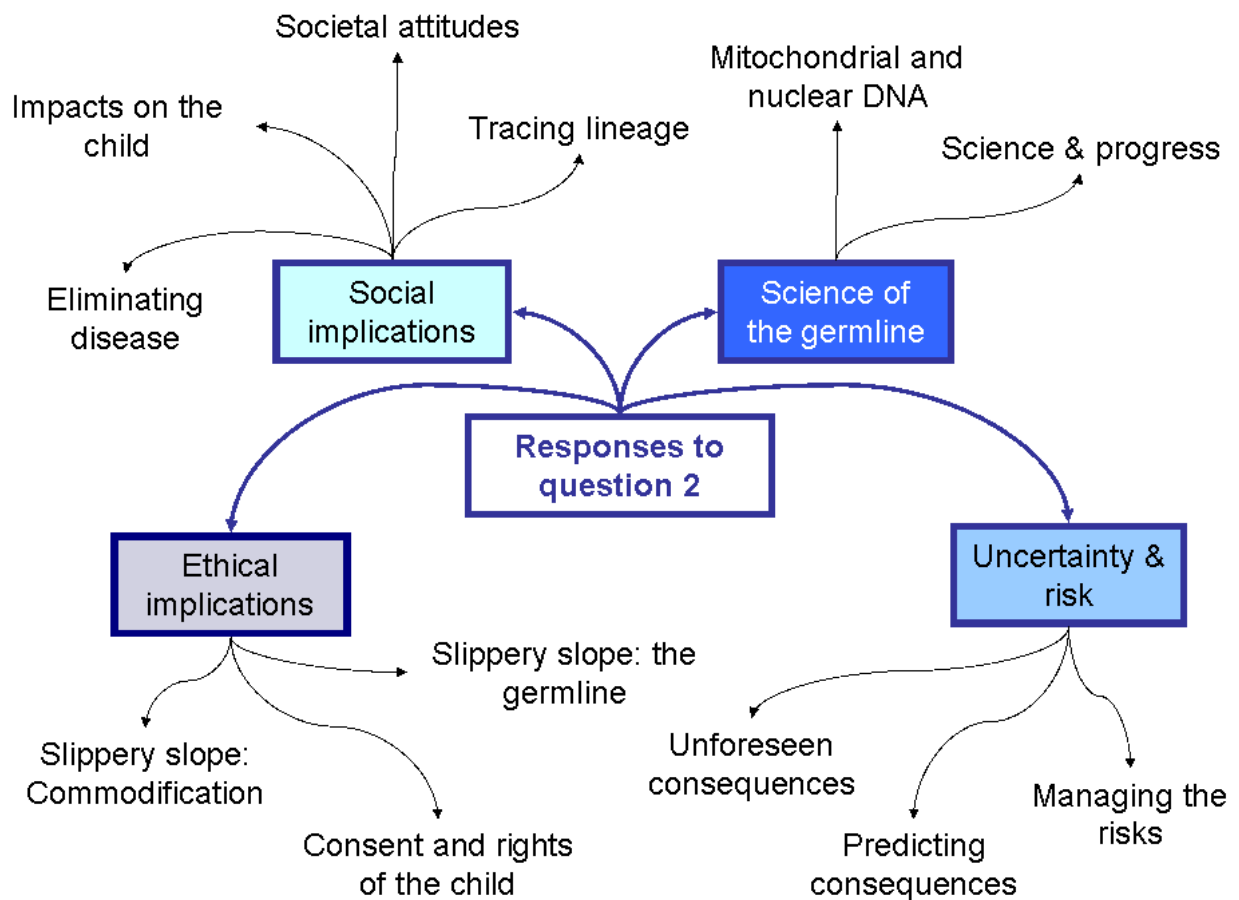 Societal attitudes
Mitochondrial and
nuclear DNA
Impacts on the
child
Tracing lineage
Science & progress
Eliminating
disease
Social
implications
Science of
the germline
Responses to
question 2
Ethical
implications
Uncertainty &
risk
Slippery slope: the
germline
Slippery slope:
Commodification
Consent and rights
of the child
Unforeseen
consequences
Predicting
consequences
Managing the
risks